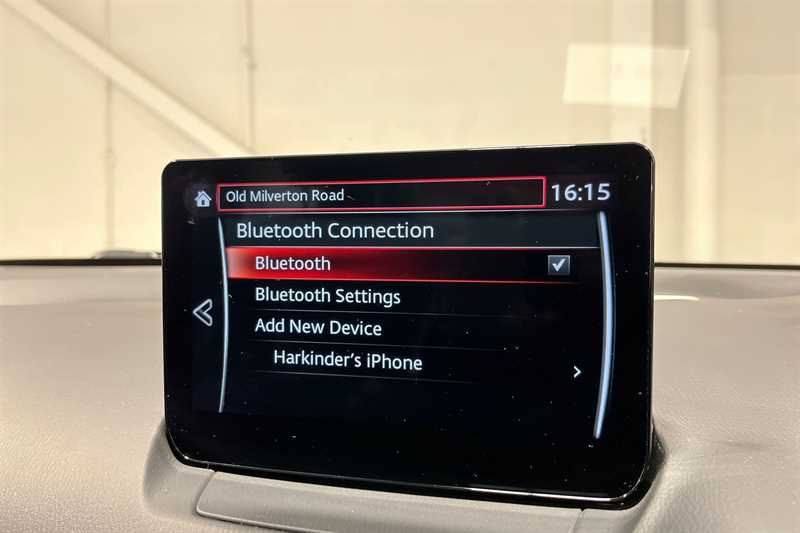 Old Milverton Road
16:15
Bluetooth Connection
Bluetooth
Bluetooth Settings
Add New Device
Harkinder's iPhone